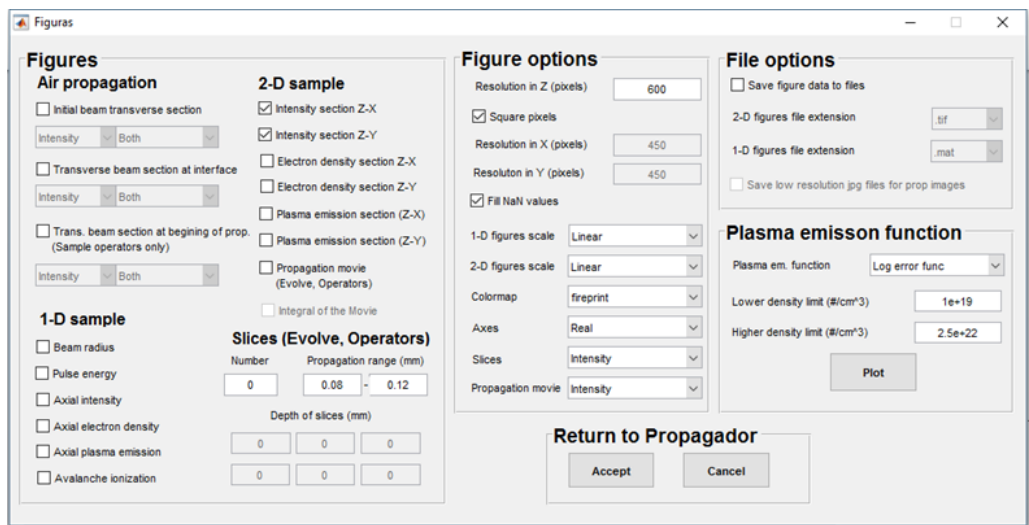 Figuras
Figures
Air propagation
Initial beam transverse section
Intensity Both
Transverse beam section at interface
Intensity Both
Trans. beam section at begining of prop.
(Sample operators only)
Intensity Both
1-D sample
Beam radius
Pulse energy
Axial intensity
Axial electron density
Axial plasma emission
Avalanche ionization
2-D sample
Intensity section Z-X
Intensity section Z-Y
Electron density section Z-X
Electron density section Z-Y
Plasma emission section (Z-X)
Plasma emission section (Z-Y)
Propagation movie
(Evolve, Operators)
Integral of the Movie
Slices (Evolve, Operators)
Number Propagation range (mm)
0 0.08 - 0.12
Depth of slices (mm)
0 0 0
0 0 0
Figure options
Resolution in Z (pixels) 600
Square pixels
Resolution in X (pixels) 450
Resoluton in Y (pixels) 450
Fill NaN values
1-D figures scale Linear
2-D figures scale Linear
Colormap fireprint
Axes Real
Slices Intensity
Propagation movie Intensity
File options
Save figure data to files
2-D figures file extension .tif
1-D figures file extension .mat
Save low resolution jpg files for prop images
Plasma emisson function
Plasma em. function Log error func
Lower density limit (#/cm^3) 1e+19
Higher density limit (#/cm^3) 2.5e+22
Plot
Return to Propagador
Accept Cancel